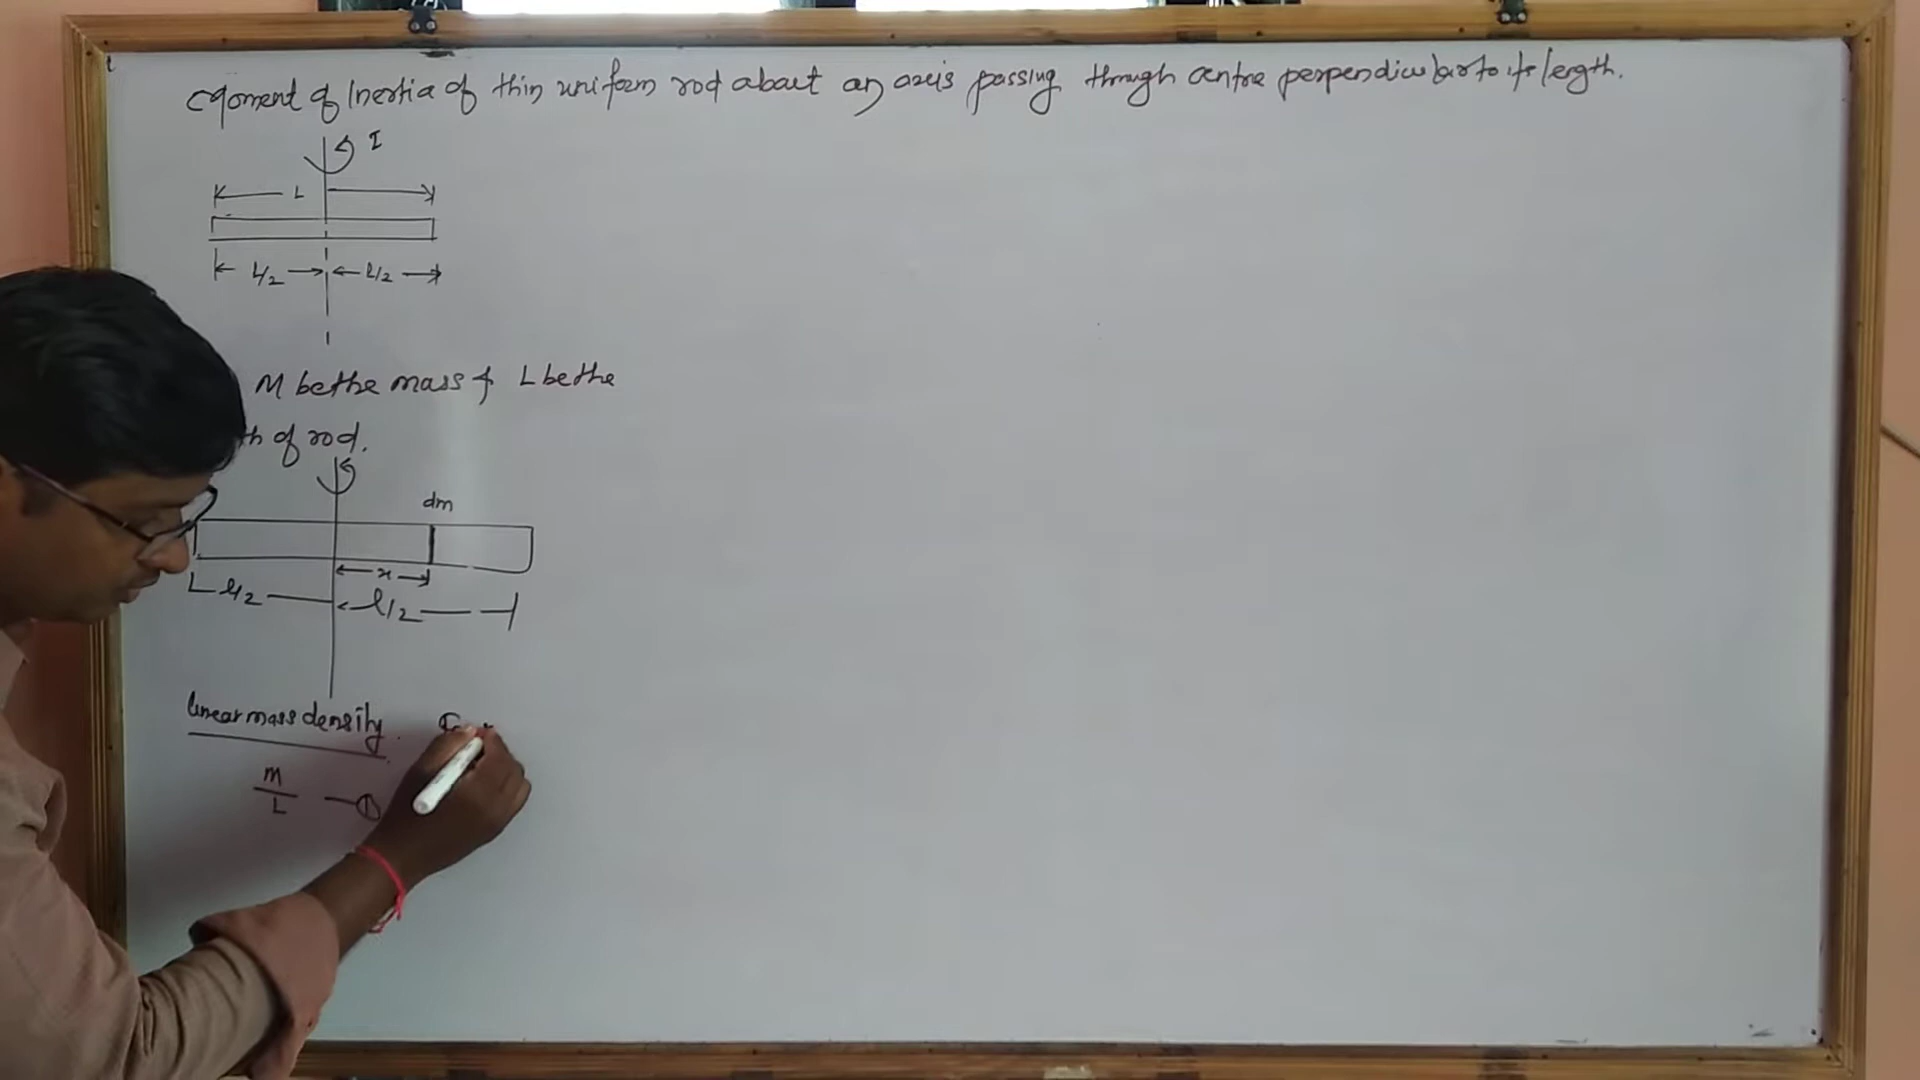 Moment of Inertia of thin uniform rod about an axis passing through centre perpendicular to its length.
I
L
L/2 L/2
M be the mass & L be the
th of rod.
dm
x
l/2 l/2
linear mass density.
M/L — ①